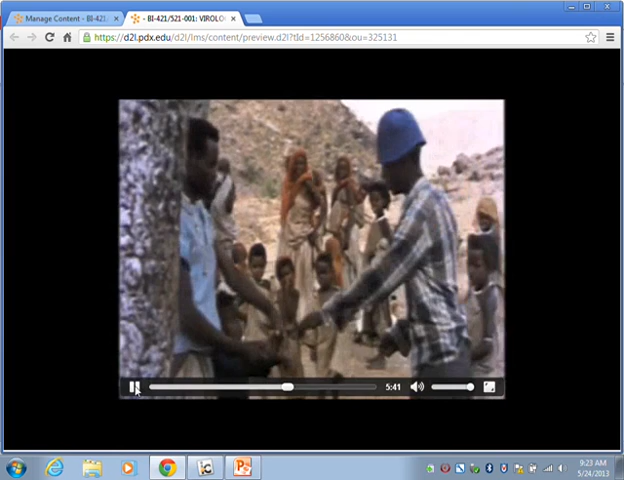 Manage Content - BI-421/
- BI-421/521-001: VIROLO
https://d2l.pdx.edu/d2l/lms/content/preview.d2l?tId=1256860&ou=325131
5:41
9:23 AM
5/24/2013